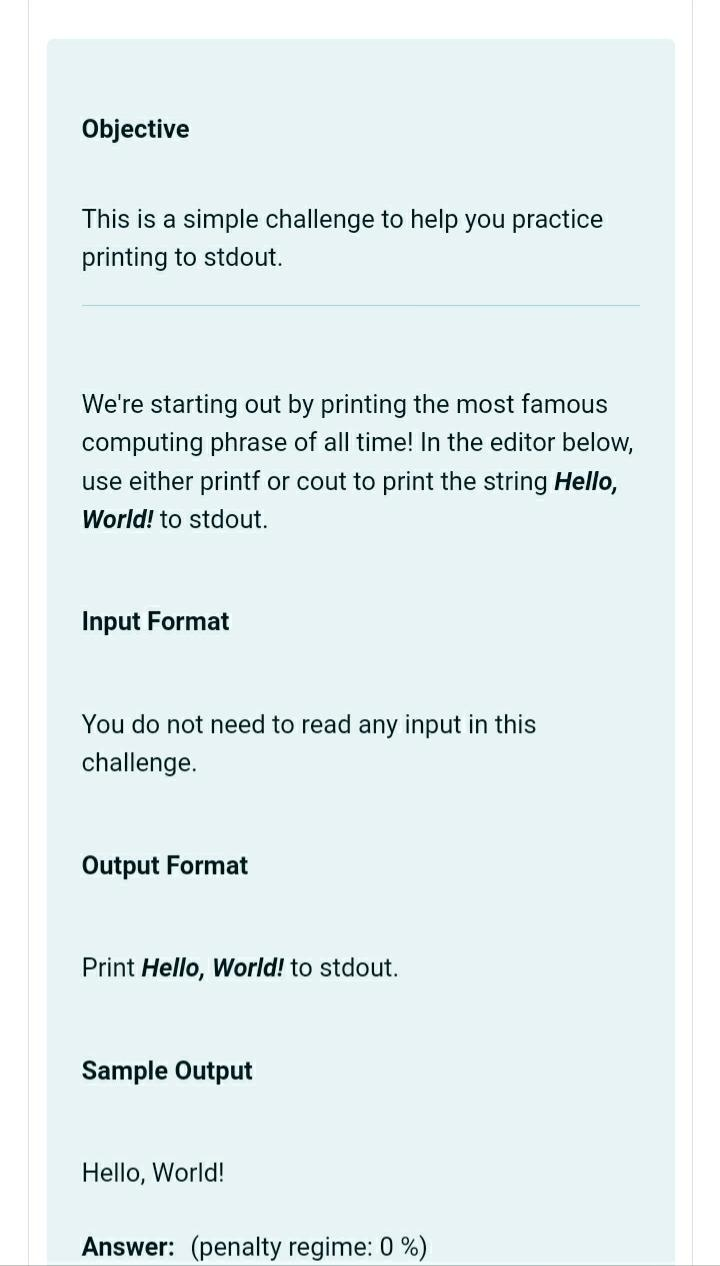 Objective
This is a simple challenge to help you practice
printing to stdout.
We're starting out by printing the most famous
computing phrase of all time! In the editor below,
use either printf or cout to print the string Hello,
World! to stdout.
Input Format
You do not need to read any input in this
challenge.
Output Format
Print Hello, World! to stdout.
Sample Output
Hello, World!
Answer: (penalty regime: 0 %)